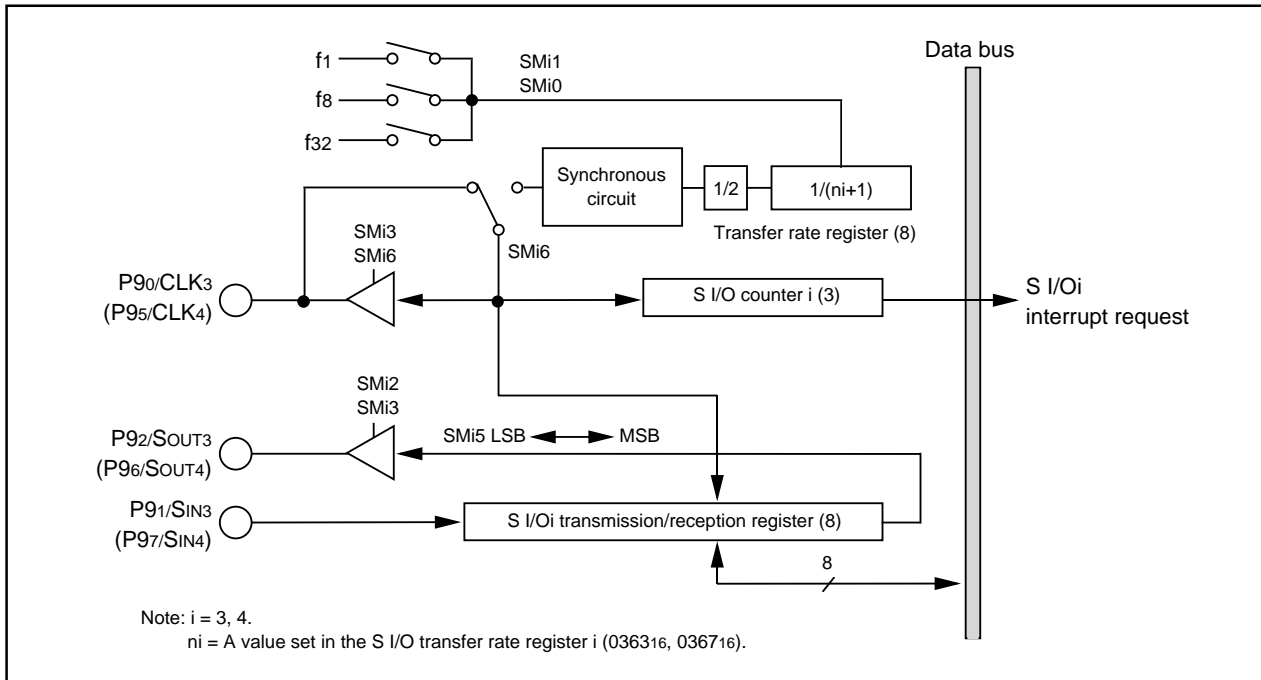 Data bus
f1
SMi1
SMi0
f8
f32
Synchronous
circuit
1/2
1/(ni+1)
Transfer rate register (8)
SMi3
SMi6
SMi6
P90/CLK3
(P95/CLK4)
S I/O counter i (3)
S I/Oi
interrupt request
SMi2
SMi3
SMi5 LSB
MSB
P92/SOUT3
(P96/SOUT4)
P91/SIN3
(P97/SIN4)
S I/Oi transmission/reception register (8)
8
Note: i = 3, 4.
ni = A value set in the S I/O transfer rate register i (036316, 036716).